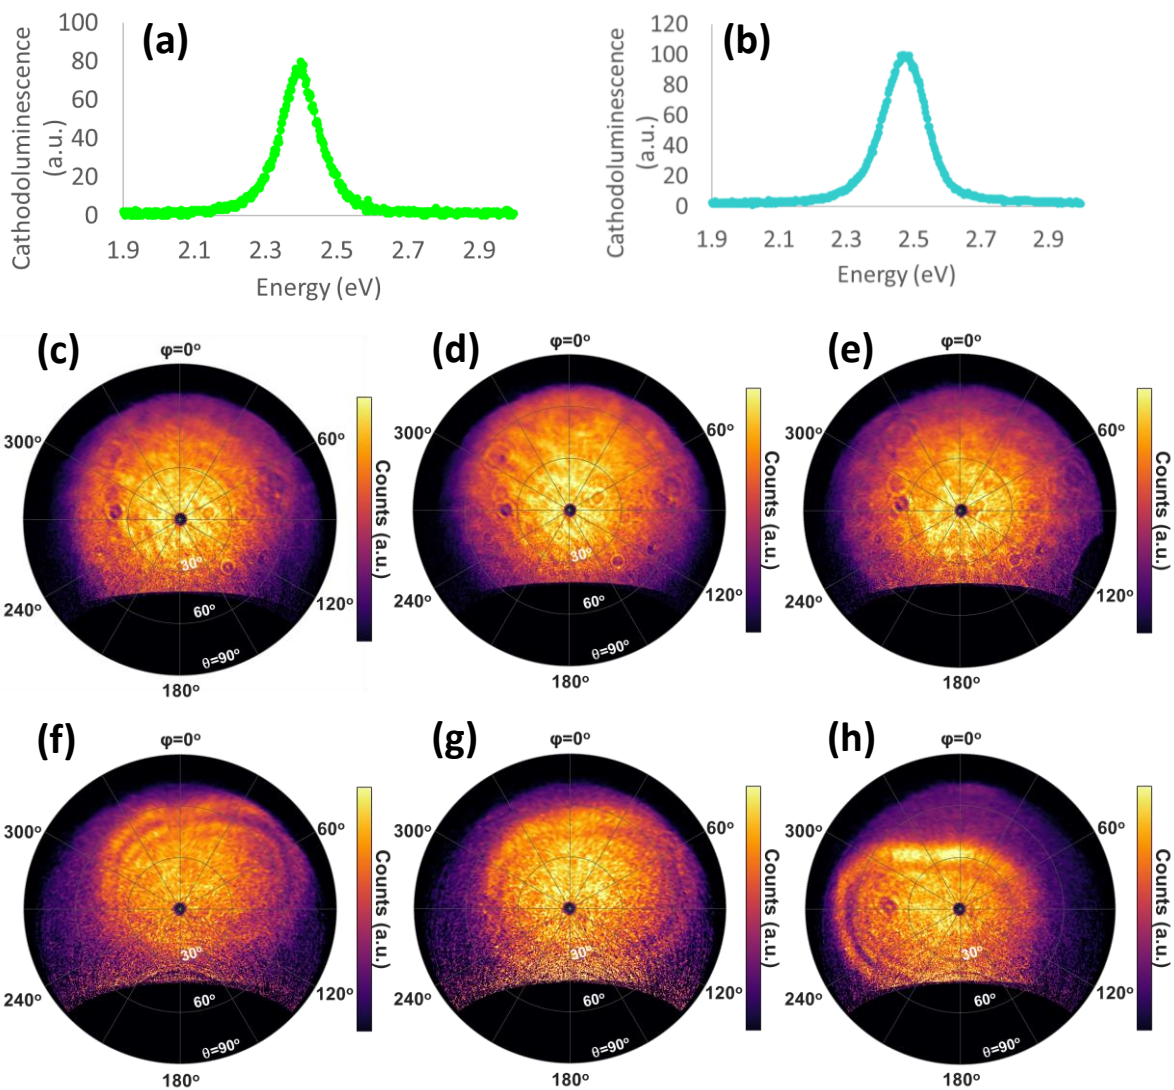 (a)
100
80
60
40
20
0
Cathodoluminescence
(a.u.)
1.9 2.1 2.3 2.5 2.7 2.9
Energy (eV)
(b)
120
100
80
60
40
20
0
Cathodoluminescence
(a.u.)
1.9 2.1 2.3 2.5 2.7 2.9
Energy (eV)
(c)
φ=0°
300°
60°
240°
120°
180°
30°
60°
θ=90°
Counts (a.u.)
(d)
φ=0°
300°
60°
240°
120°
180°
30°
60°
θ=90°
Counts (a.u.)
(e)
φ=0°
300°
60°
240°
120°
180°
30°
60°
θ=90°
Counts (a.u.)
(f)
φ=0°
300°
60°
240°
120°
180°
30°
60°
θ=90°
Counts (a.u.)
(g)
φ=0°
300°
60°
240°
120°
180°
30°
60°
θ=90°
Counts (a.u.)
(h)
φ=0°
300°
60°
240°
120°
180°
30°
60°
θ=90°
Counts (a.u.)